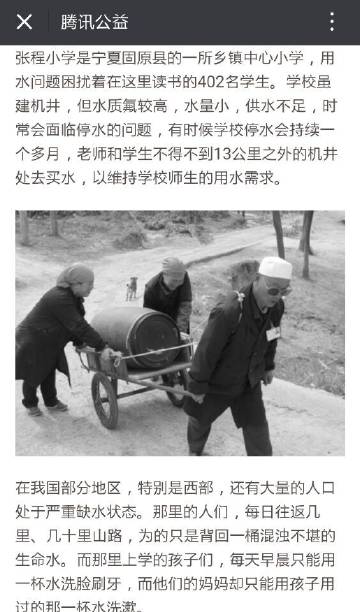 腾讯公益
张程小学是宁夏固原县的一所乡镇中心小学，用
水问题困扰着在这里读书的402名学生。学校虽
建机井，但水质氟较高，水量小，供水不足，时
常会面临停水的问题，有时候学校停水会持续一
个多月，老师和学生不得不到13公里之外的机井
处去买水，以维持学校师生的用水需求。
在我国部分地区，特别是西部，还有大量的人口
处于严重缺水状态。那里的人们，每日往返几
里、几十里山路，为的只是背回一桶混浊不堪的
生命水。而那里上学的孩子们，每天早晨只能用
一杯水洗脸刷牙，而他们的妈妈却只能用孩子用
过的那一杯水洗漱。